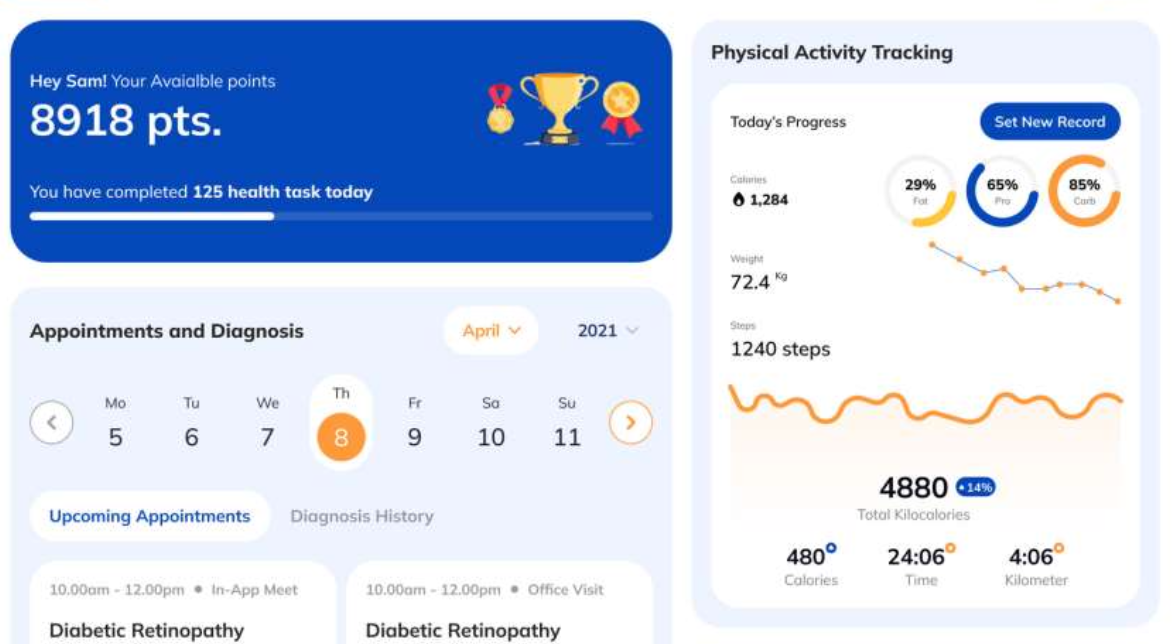 Hey Sam! Your Avaialble points
8918 pts.
You have completed 125 health task today
Appointments and Diagnosis
April
2021
Mo Tu We Th Fr Sa Su
5 6 7 8 9 10 11
Upcoming Appointments
Diagnosis History
10.00am - 12.00pm • In-App Meet
Diabetic Retinopathy
10.00am - 12.00pm • Office Visit
Diabetic Retinopathy
Physical Activity Tracking
Today's Progress
Set New Record
Calories
1,284
29%
Fat
65%
Pro
85%
Carb
Weight
72.4 Kg
Steps
1240 steps
4880
14%
Total Kilocalories
480
Calories
24:06
Time
4:06
Kilometer